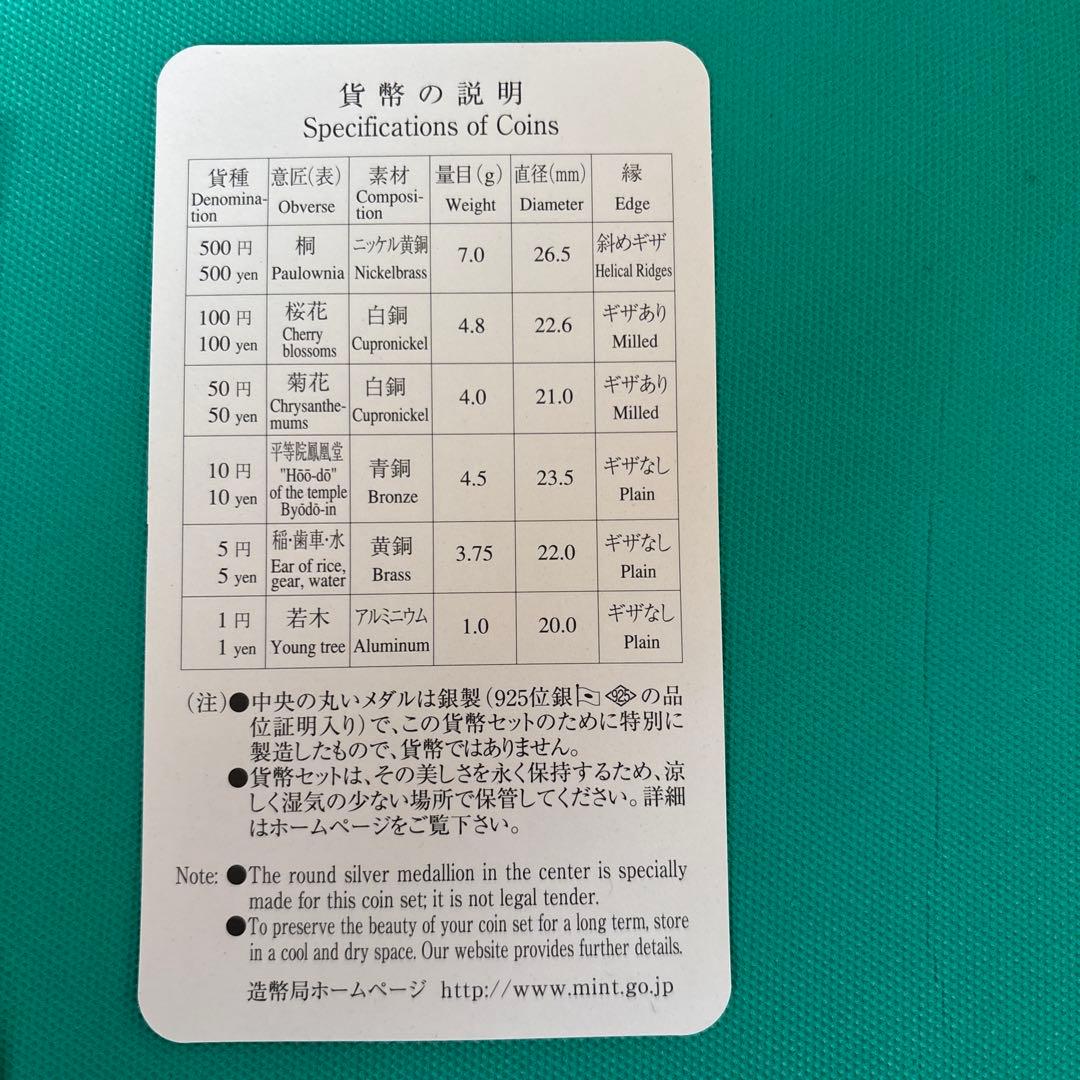 貨幣の説明
Specifications of Coins
貨種 意匠(表) 素材 量目(g) 直径(mm) 縁
Denomina-tion Obverse Composi-tion Weight Diameter Edge
500 円 桐 ニッケル黄銅 7.0 26.5 斜めギザ
500 yen Paulownia Nickelbrass Helical Ridges
100 円 桜花 白銅 4.8 22.6 ギザあり
100 yen Cherry blossoms Cupronickel Milled
50 円 菊花 白銅 4.0 21.0 ギザあり
50 yen Chrysanthe-mums Cupronickel Milled
10 円 平等院鳳凰堂 青銅 4.5 23.5 ギザなし
10 yen "Hōō-dō" of the temple Byōdō-in Bronze Plain
5 円 稲・歯車・水 黄銅 3.75 22.0 ギザなし
5 yen Ear of rice, gear, water Brass Plain
1 円 若木 アルミニウム 1.0 20.0 ギザなし
1 yen Young tree Aluminum Plain
(注)●中央の丸いメダルは銀製(925位銀 925 の品
位証明入り)で、この貨幣セットのために特別に
製造したもので、貨幣ではありません。
●貨幣セットは、その美しさを永く保持するため、涼
しく湿気の少ない場所で保管してください。詳細
はホームページをご覧下さい。
Note: ●The round silver medallion in the center is specially
made for this coin set; it is not legal tender.
●To preserve the beauty of your coin set for a long term, store
in a cool and dry space. Our website provides further details.
造幣局ホームページ http://www.mint.go.jp